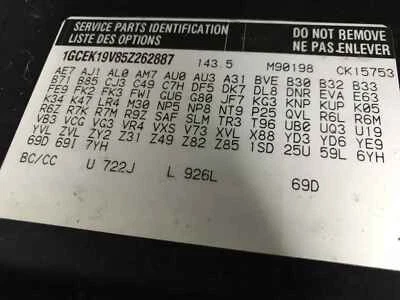 SERVICE PARTS IDENTIFICATION DO NOT REMOVE
LISTE DES OPTIONS NE PAS ENLEVER
1GCEK19V85Z262887 143.5 M90198 CK15753
AE7 AJ1 AL0 AM7 AU0 AU3 A31 BVE B30 B32 B33
B71 B85 CJ3 C49 C7H DF5 DK7 DL8 DNR EVA E63
FE9 FK2 FK3 FWI GU6 G80 JF7 KG3 KNP KUP K05
K34 K47 LR4 M30 NP5 NP8 NT9 P25 QVL R6L R6M
R6Z R7K R7M R9Z SAF SLM TR3 T96 UB0 UQ3 U19
VB3 VCG VG3 VR4 VXS V73 XVL X88 YD3 YD6 YE9
YVL ZVL ZY2 Z31 Z49 Z82 Z85 1SD 25U 59L 6YH
69D 69I 7YH
BC/CC U 722J L 926L 69D